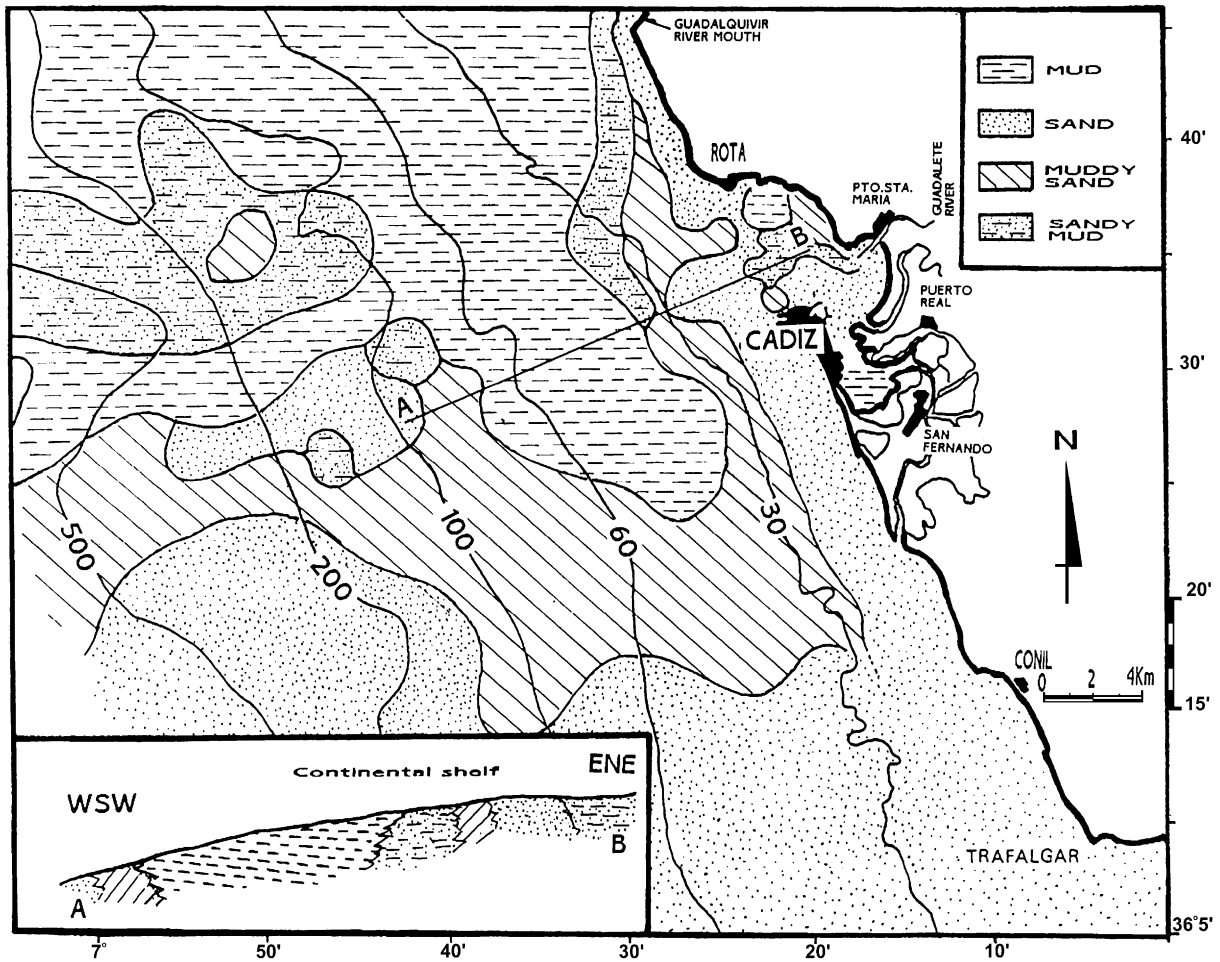 GUADALQUIVIR
RIVER MOUTH
MUD
SAND
MUDDY
SAND
SANDY
MUD
40'
ROTA
PTO.STA.
MARIA
GUADALETE
RIVER
B
PUERTO
REAL
CADIZ
30'
A
SAN
FERNANDO
N
500
200
100
60
30
20'
CONIL
0 2 4Km
15'
Continental shelf
ENE
WSW
B
A
TRAFALGAR
36°5'
7° 50' 40' 30' 20' 10'